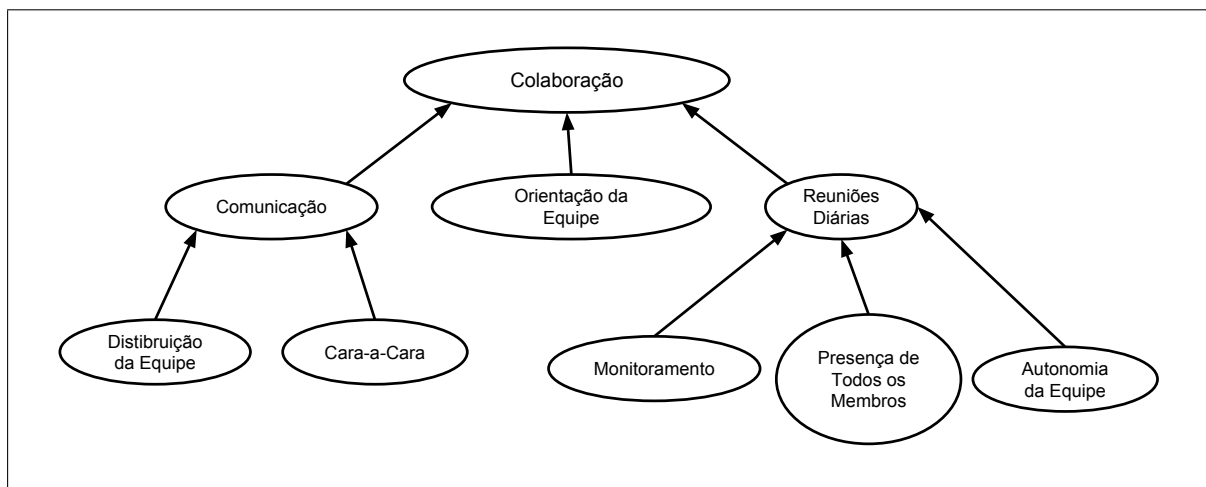 Colaboração
Comunicação
Orientação da
Equipe
Reuniões
Diárias
Distibruição
da Equipe
Cara-a-Cara
Monitoramento
Presença de
Todos os
Membros
Autonomia
da Equipe